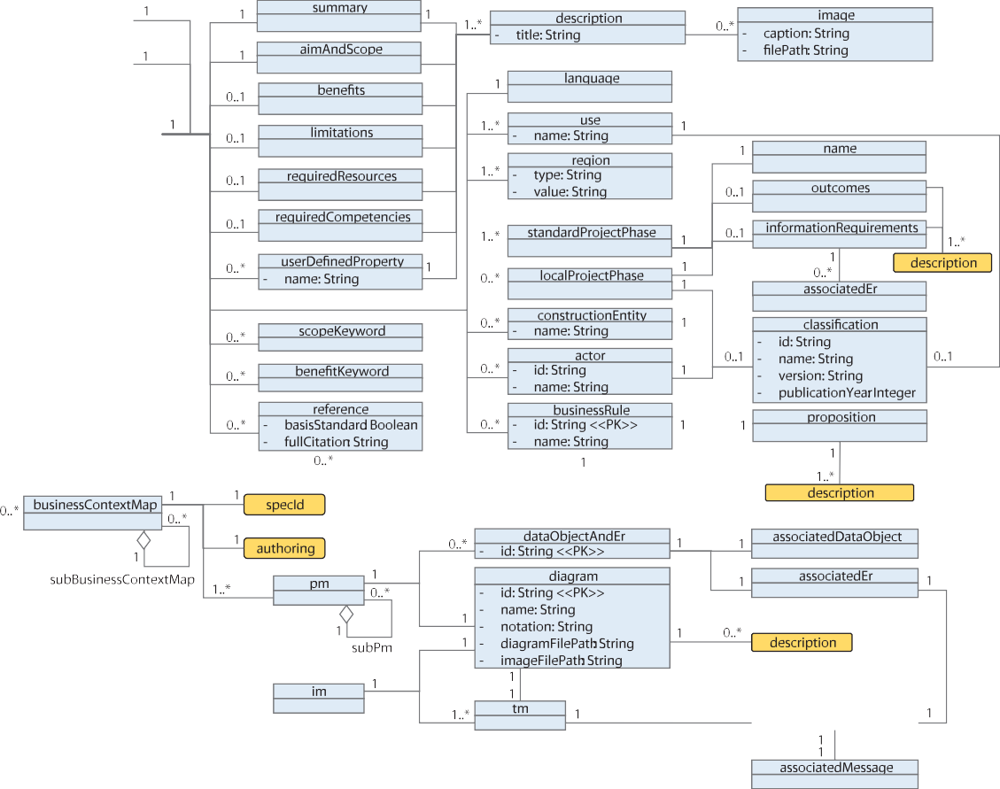 1
1
1
1
summary
1
1
aimAndScope
0..1
benefits
0..1
limitations
0..1
requiredResources
0..1
requiredCompetencies
0..*
userDefinedProperty
- name: String
1
0..*
scopeKeyword
0..*
benefitKeyword
0..*
reference
- basisStandard Boolean
- fullCitation: String
0..*
1..*
description
- title: String
0..*
image
- caption: String
- filePath: String
1
language
1..*
use
- name: String
1
1..*
region
- type: String
- value: String
1..*
standardProjectPhase
1
0..*
localProjectPhase
1
1
0..*
constructionEntity
- name: String
1
0..*
actor
- id: String
- name: String
1
0..*
businessRule
- id: String <<PK>>
- name: String
1
1
1
name
0..1
outcomes
0..1
informationRequirements
1..*
description
1
0..*
associatedEr
0..1
classification
- id: String
- name: String
- version: String
- publicationYear Integer
0..1
1
proposition
1
1..*
description
0..*
businessContextMap
1
0..*
1
subBusinessContextMap
1
specId
1
authoring
1..*
pm
1
0..*
1
subPm
0..*
dataObjectAndEr
- id: String <<PK>>
1
1
associatedDataObject
1
associatedEr
1
1
diagram
- id: String <<PK>>
- name: String
- notation: String
- diagramFilePath: String
- imageFilePath: String
1
0..*
description
1
im
1
1
1
1..*
tm
1
1
1
1
associatedMessage